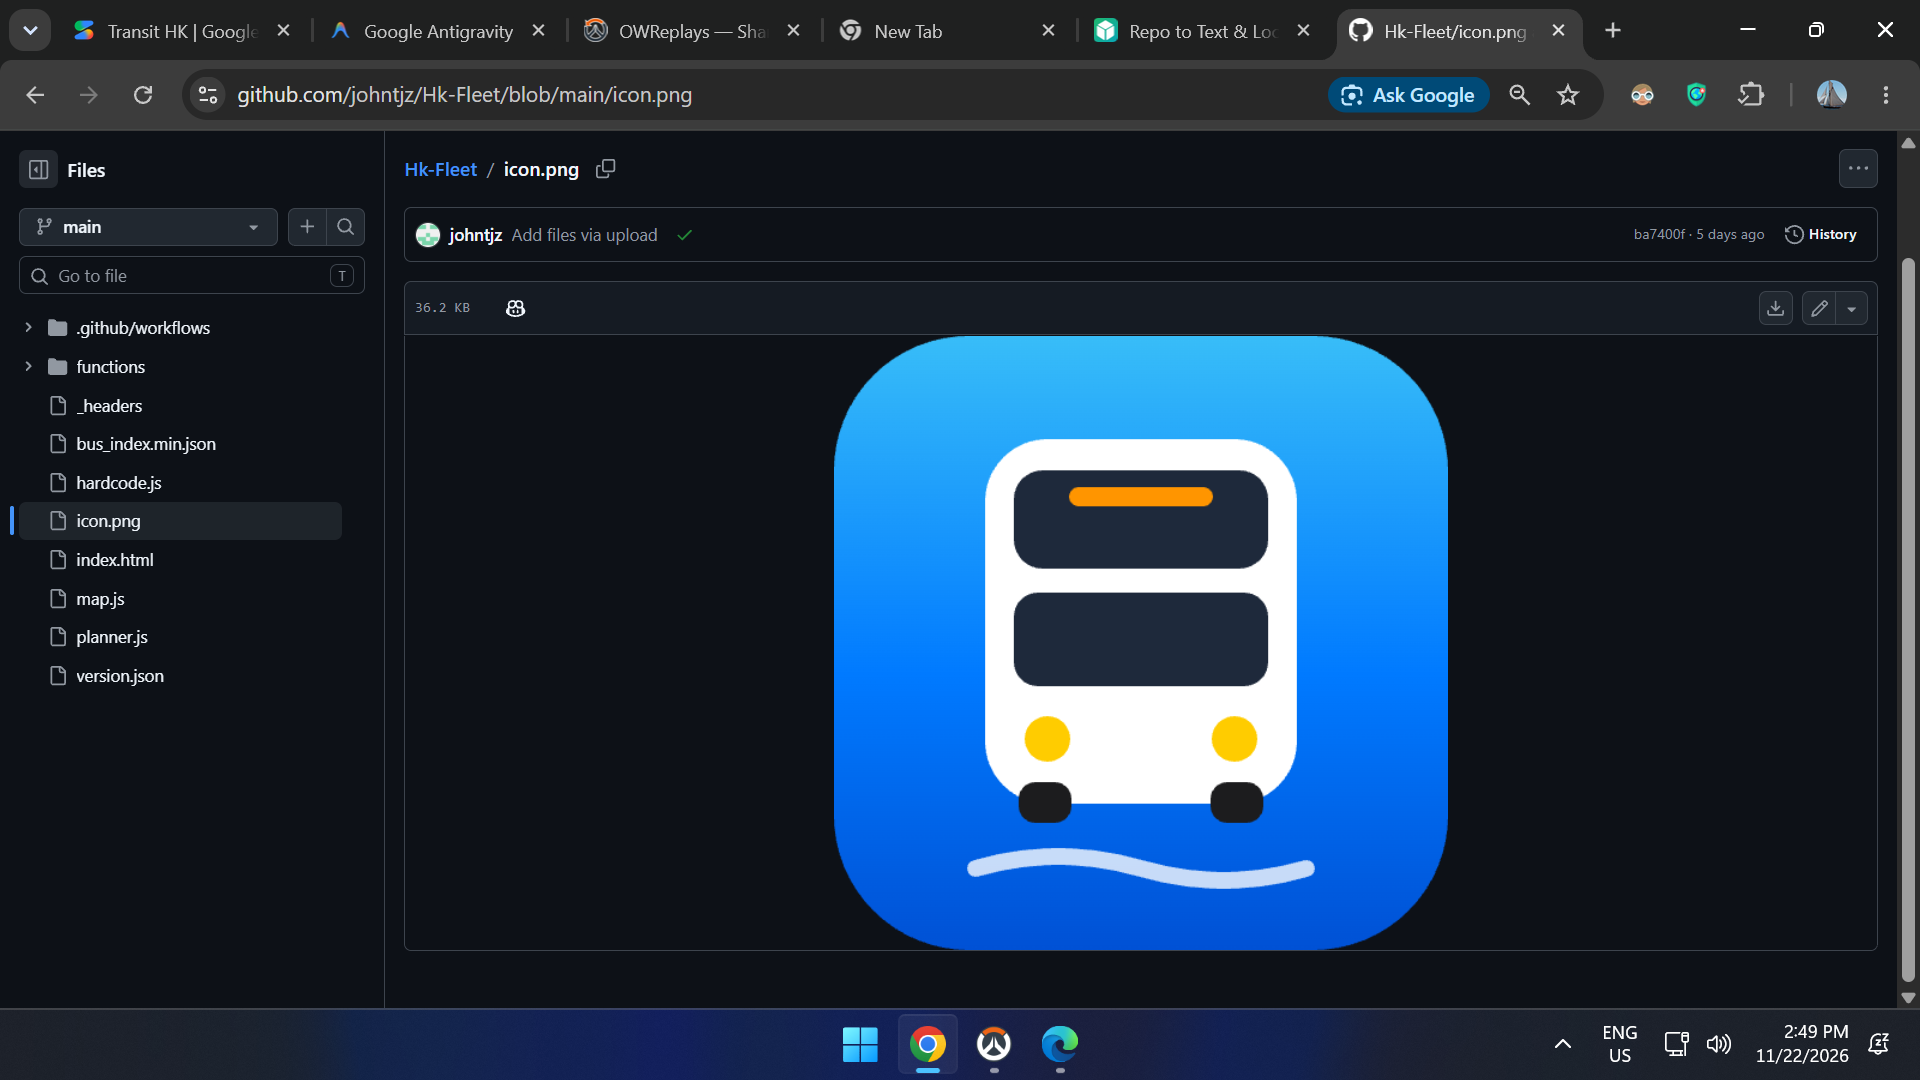 Transit HK | Google
Google Antigravity
OWReplays — Sha
New Tab
Repo to Text & Loc
Hk-Fleet/icon.png
github.com/johntjz/Hk-Fleet/blob/main/icon.png
Ask Google
Files
main
Go to file
T
.github/workflows
functions
_headers
bus_index.min.json
hardcode.js
icon.png
index.html
map.js
planner.js
version.json
Hk-Fleet / icon.png
johntjz Add files via upload
ba7400f · 5 days ago
History
36.2 KB
ENG
US
2:49 PM
11/22/2026